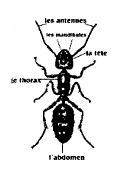 les antennes
les mandibules
la tête
le thorax
l'abdomen